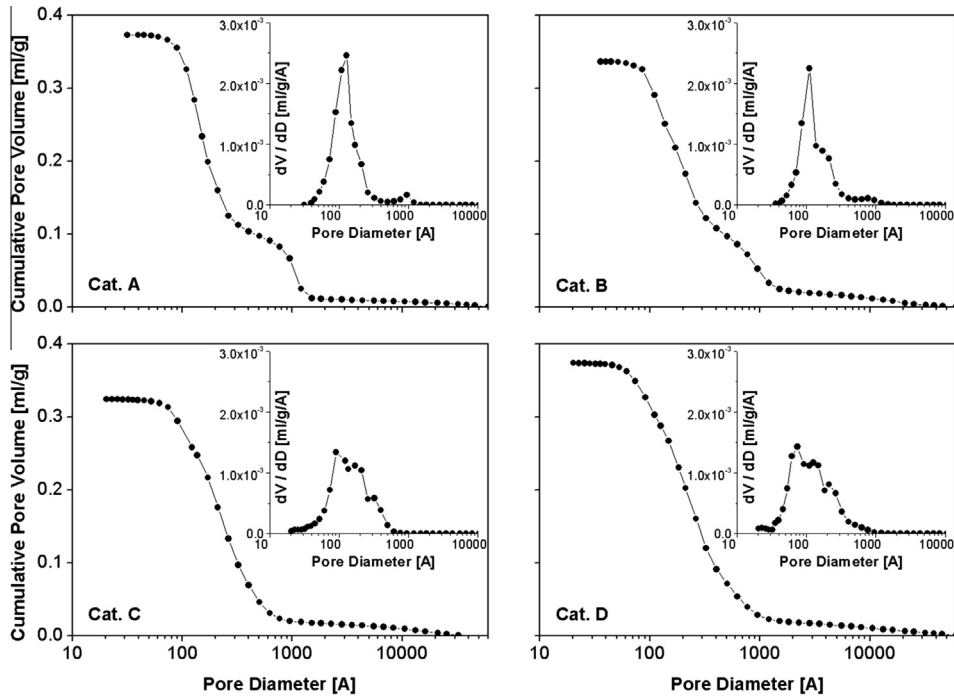 Cumulative Pore Volume [ml/g]
0.4
0.3
0.2
0.1
0.0
Cat. A
dV / dD [ml/g/A]
3.0x10⁻³
2.0x10⁻³
1.0x10⁻³
0.0
10 100 1000 10000
Pore Diameter [A]
Cat. B
dV / dD [ml/g/A]
3.0x10⁻³
2.0x10⁻³
1.0x10⁻³
0.0
10 100 1000 10000
Pore Diameter [A]
Cumulative Pore Volume [ml/g]
0.4
0.3
0.2
0.1
0.0
Cat. C
dV / dD [ml/g/A]
3.0x10⁻³
2.0x10⁻³
1.0x10⁻³
0.0
10 100 1000 10000
Pore Diameter [A]
10 100 1000 10000
Pore Diameter [A]
Cat. D
dV / dD [ml/g/A]
3.0x10⁻³
2.0x10⁻³
1.0x10⁻³
0.0
10 100 1000 10000
Pore Diameter [A]
10 100 1000 10000
Pore Diameter [A]